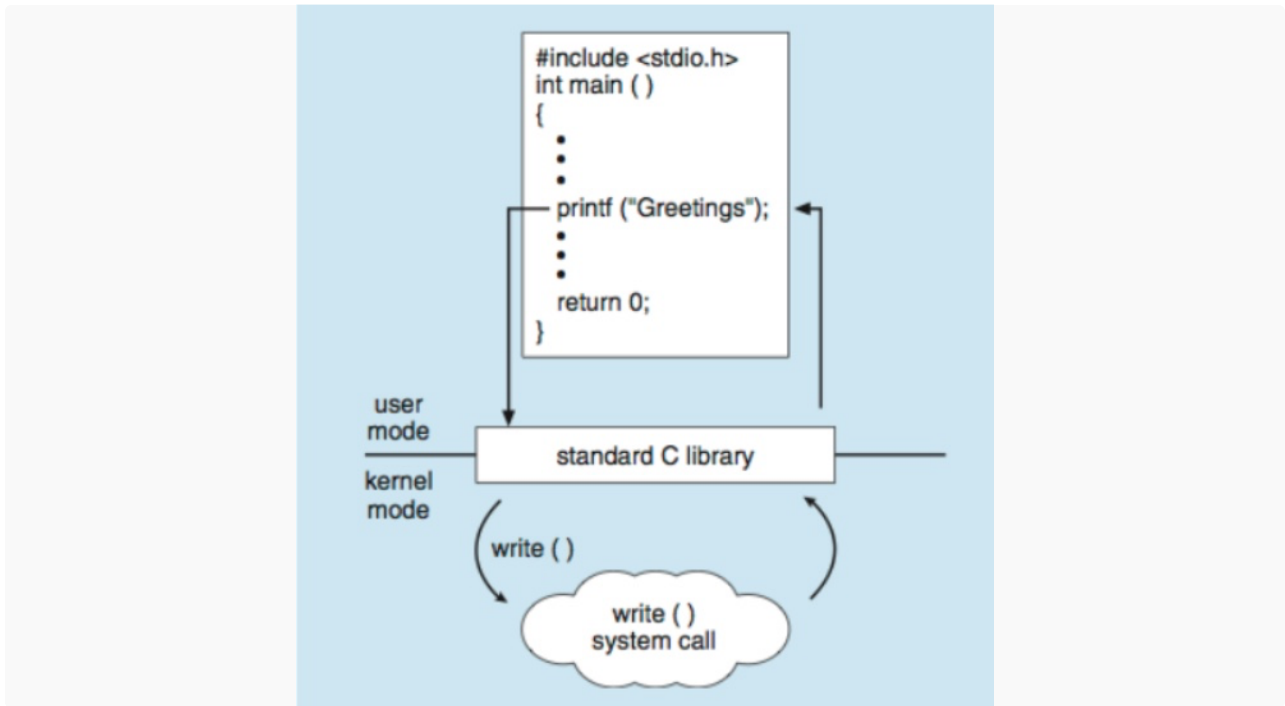 #include <stdio.h>
int main ( )
{
•
•
•
printf ("Greetings");
•
•
•
return 0;
}
user
mode
standard C library
kernel
mode
write ( )
write ( )
system call